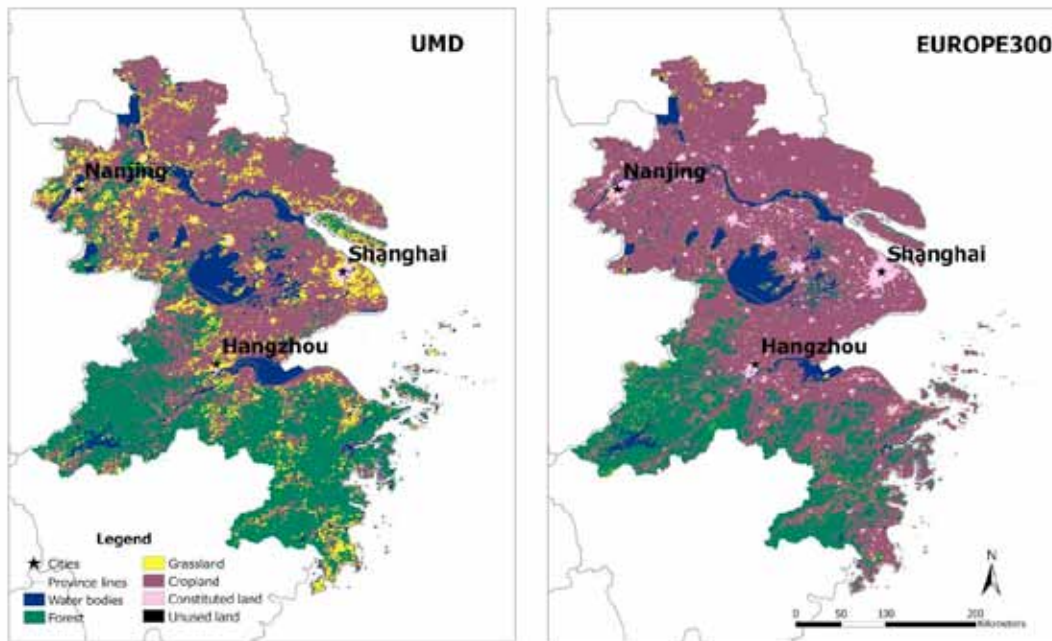 UMD
EUROPE300
Nanjing
Nanjing
Shanghai
Shanghai
Hangzhou
Hangzhou
Legend
Cities
Province lines
Water bodies
Forest
Grassland
Cropland
Constituted land
Unused land
N
0 50 100 200
Kilometers